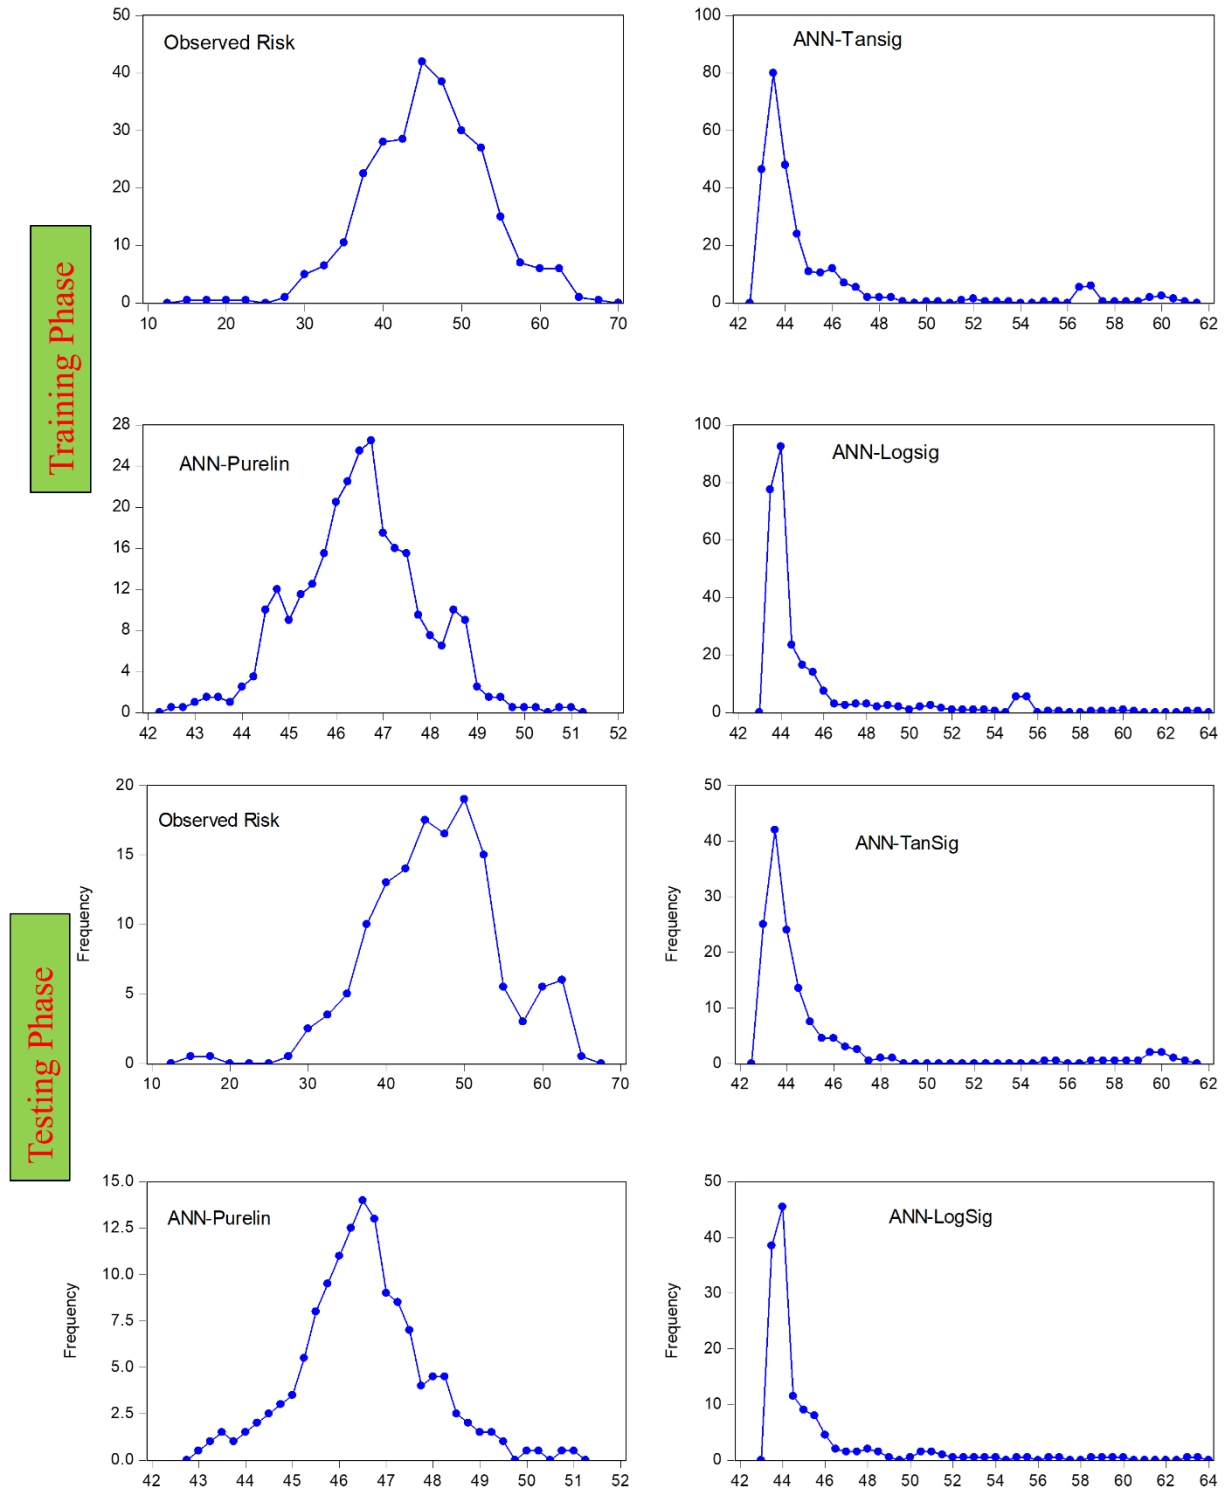 Training Phase
Observed Risk
50
40
30
20
10
0
10 20 30 40 50 60 70
ANN-Tansig
100
80
60
40
20
0
42 44 46 48 50 52 54 56 58 60 62
ANN-Purelin
28
24
20
16
12
8
4
0
42 43 44 45 46 47 48 49 50 51 52
ANN-Logsig
100
80
60
40
20
0
42 44 46 48 50 52 54 56 58 60 62 64
Testing Phase
Observed Risk
Frequency
20
15
10
5
0
10 20 30 40 50 60 70
ANN-TanSig
Frequency
50
40
30
20
10
0
42 44 46 48 50 52 54 56 58 60 62
ANN-Purelin
Frequency
15.0
12.5
10.0
7.5
5.0
2.5
0.0
42 43 44 45 46 47 48 49 50 51 52
ANN-LogSig
Frequency
50
40
30
20
10
0
42 44 46 48 50 52 54 56 58 60 62 64